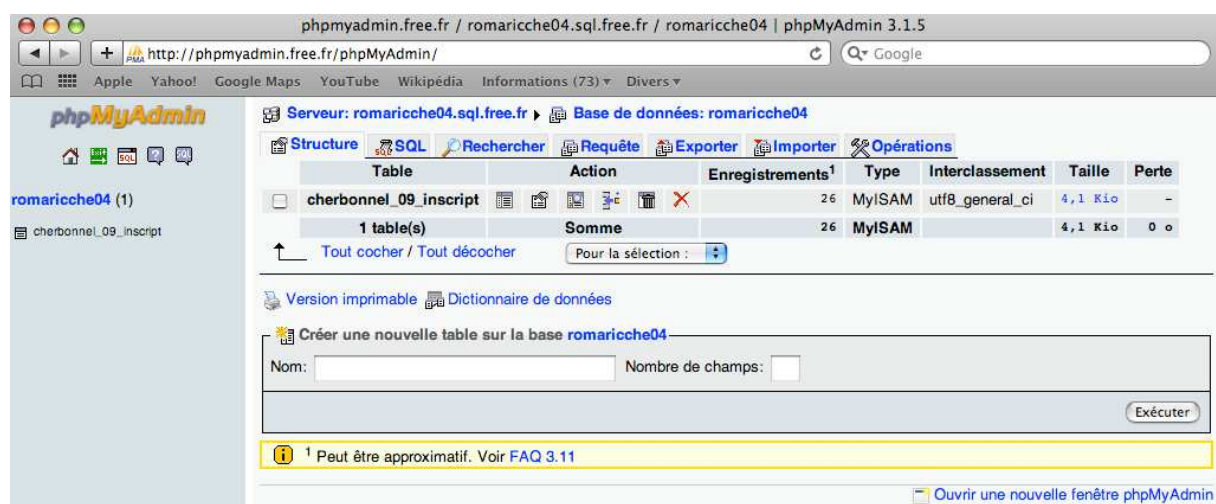 phpmyadmin.free.fr / romaricche04.sql.free.fr / romaricche04 | phpMyAdmin 3.1.5
http://phpmyadmin.free.fr/phpMyAdmin/
Google
Apple Yahoo! Google Maps YouTube Wikipédia Informations (73) Divers
phpMyAdmin
romaricche04 (1)
cherbonnel_09_inscript
Serveur: romaricche04.sql.free.fr Base de données: romaricche04
Structure SQL Rechercher Requête Exporter Importer Opérations
Table Action Enregistrements1 Type Interclassement Taille Perte
cherbonnel_09_inscript 26 MyISAM utf8_general_ci 4,1 Kio -
1 table(s) Somme 26 MyISAM 4,1 Kio 0 o
Tout cocher / Tout décocher Pour la sélection :
Version imprimable Dictionnaire de données
Créer une nouvelle table sur la base romaricche04
Nom: Nombre de champs:
Exécuter
1 Peut être approximatif. Voir FAQ 3.11
Ouvrir une nouvelle fenêtre phpMyAdmin